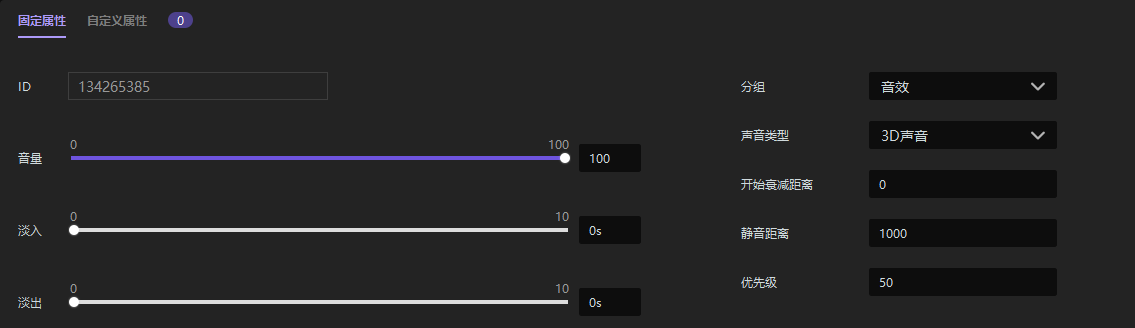 固定属性 自定义属性 0
ID 134265385
音量 0 100 100
淡入 0 10 0s
淡出 0 10 0s
分组 音效
声音类型 3D声音
开始衰减距离 0
静音距离 1000
优先级 50